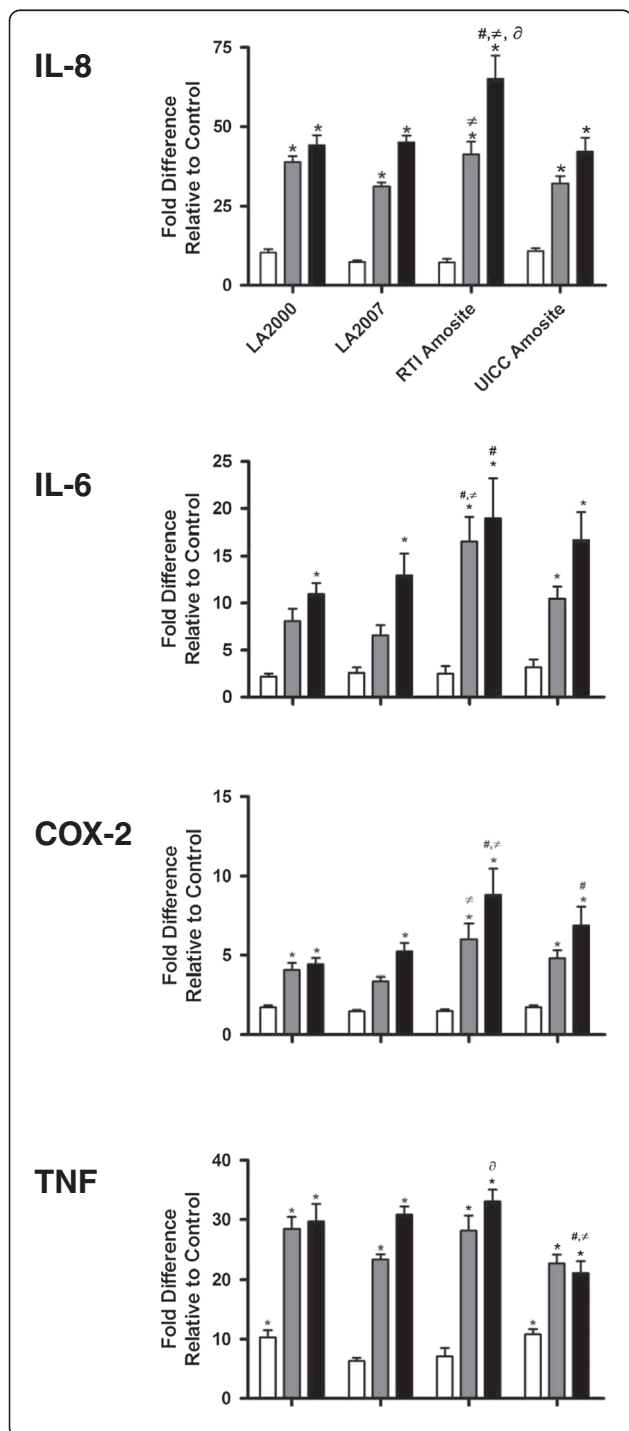 IL-8
Fold Difference
Relative to Control
75
50
25
0
* * * * ≠ * #,≠, ∂ * * *
LA2000
LA2007
RTI Amosite
UICC Amosite
IL-6
Fold Difference
Relative to Control
25
20
15
10
5
0
* * #,≠ * # * * *
COX-2
Fold Difference
Relative to Control
15
10
5
0
* * * ≠ * #,≠ * * # *
TNF
Fold Difference
Relative to Control
40
30
20
10
0
* * * * * * ∂ * * * #,≠ *